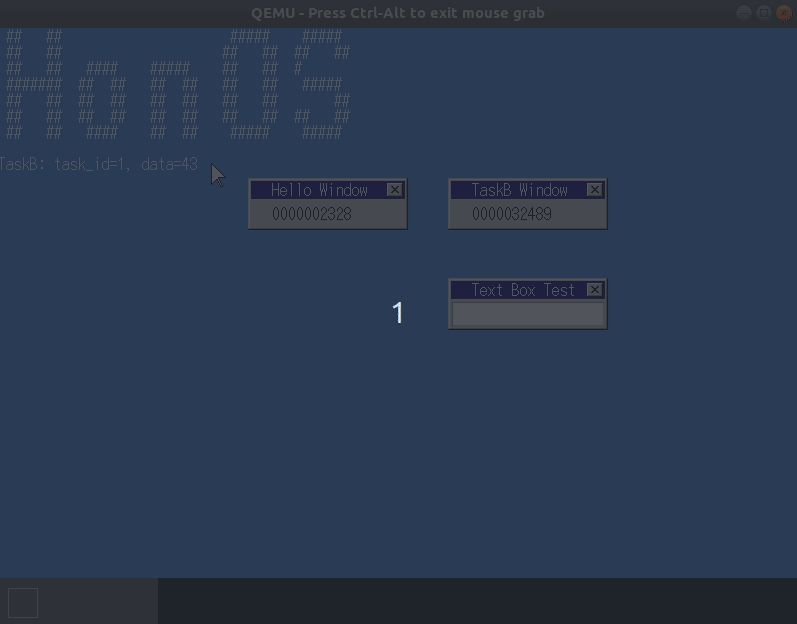 QEMU - Press Ctrl-Alt to exit mouse grab
HonOS
TaskB: task_id=1, data=43
Hello Window
TaskB Window
0000002328
0000032489
Text Box Test
1